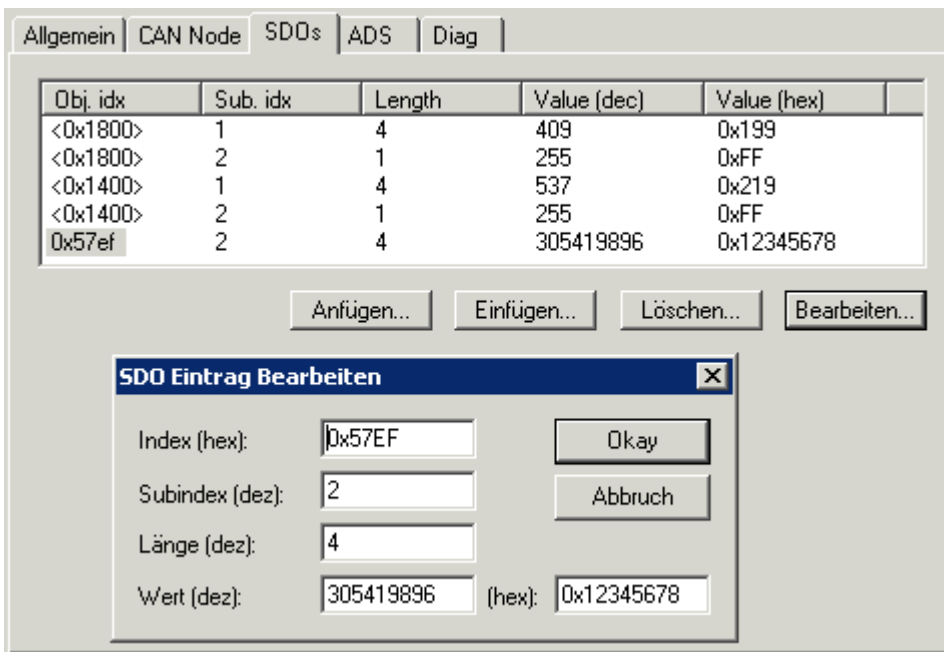 Allgemein CAN Node SDOs ADS Diag
Obj. idx Sub. idx Length Value (dec) Value (hex)
<0x1800> 1 4 409 0x199
<0x1800> 2 1 255 0xFF
<0x1400> 1 4 537 0x219
<0x1400> 2 1 255 0xFF
0x57ef 2 4 305419896 0x12345678
Anfügen... Einfügen... Löschen... Bearbeiten...
SDO Eintrag Bearbeiten
Index (hex): 0x57EF Okay
Subindex (dez): 2 Abbruch
Länge (dez): 4
Wert (dez): 305419896 (hex): 0x12345678